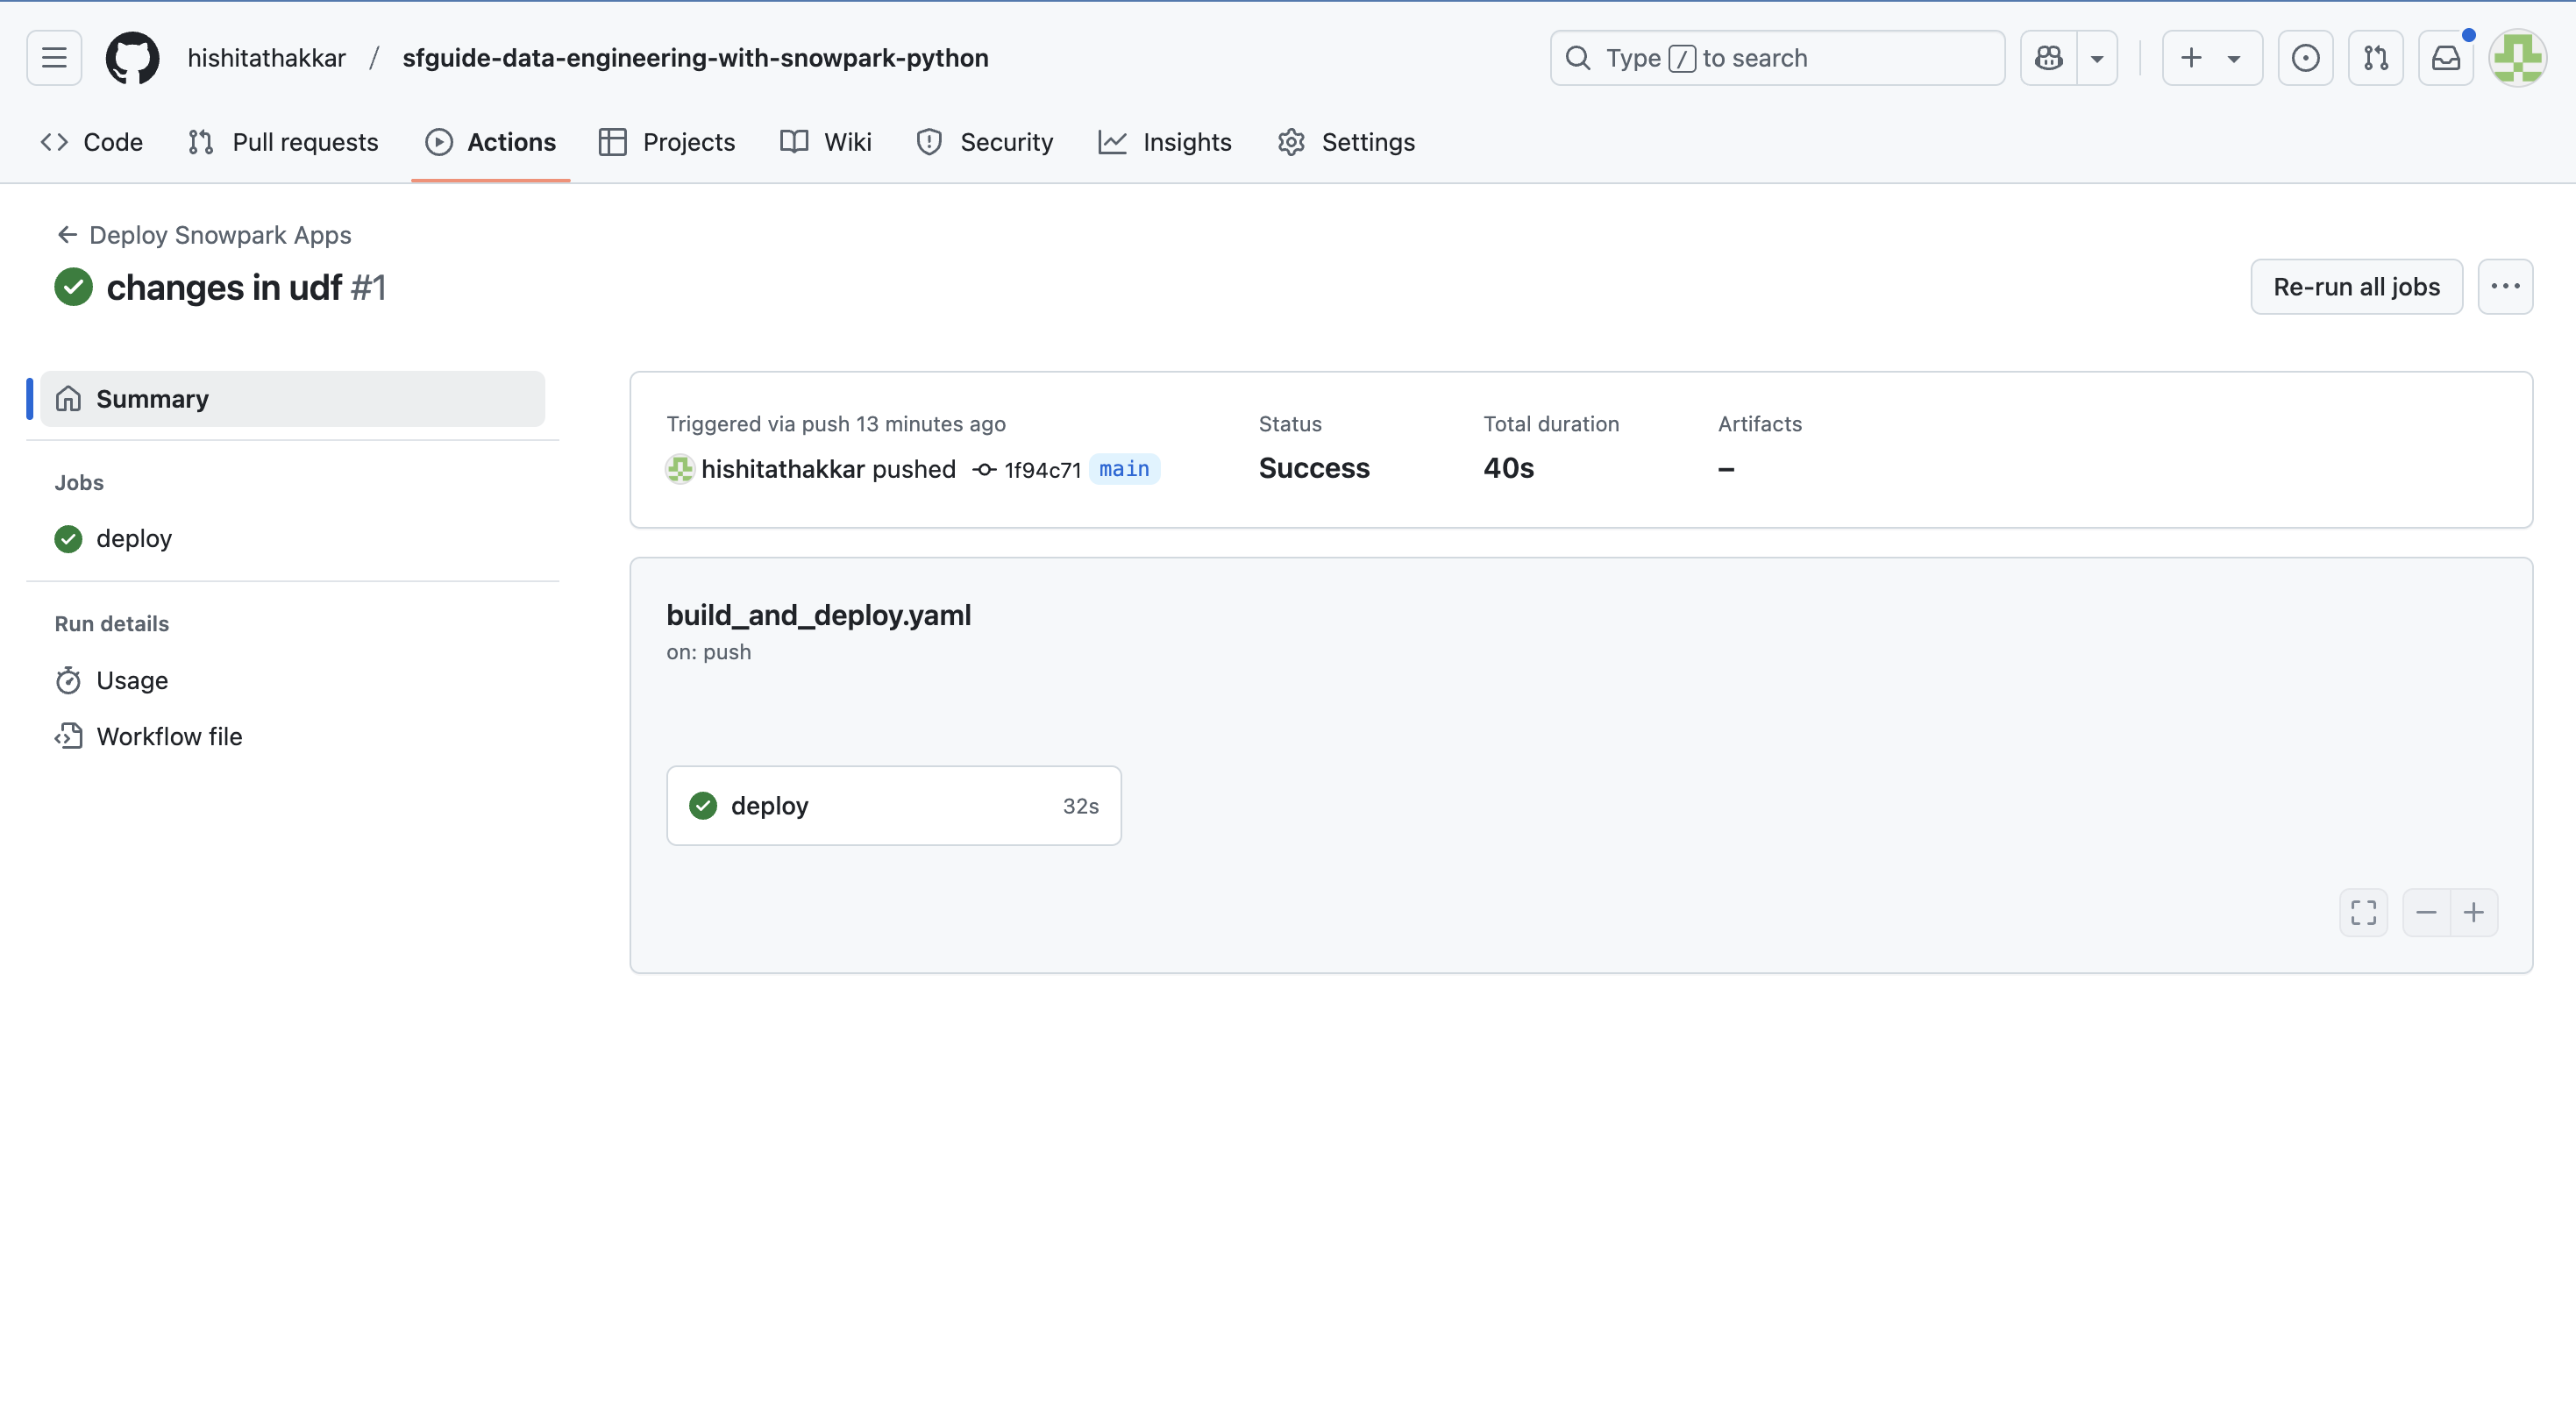 hishitathakkar / sfguide-data-engineering-with-snowpark-python
Type / to search
Code Pull requests Actions Projects Wiki Security Insights Settings
← Deploy Snowpark Apps
changes in udf #1
Re-run all jobs
Summary
Jobs
deploy
Run details
Usage
Workflow file
Triggered via push 13 minutes ago
hishitathakkar pushed 1f94c71 main
Status
Success
Total duration
40s
Artifacts
–
build_and_deploy.yaml
on: push
deploy 32s